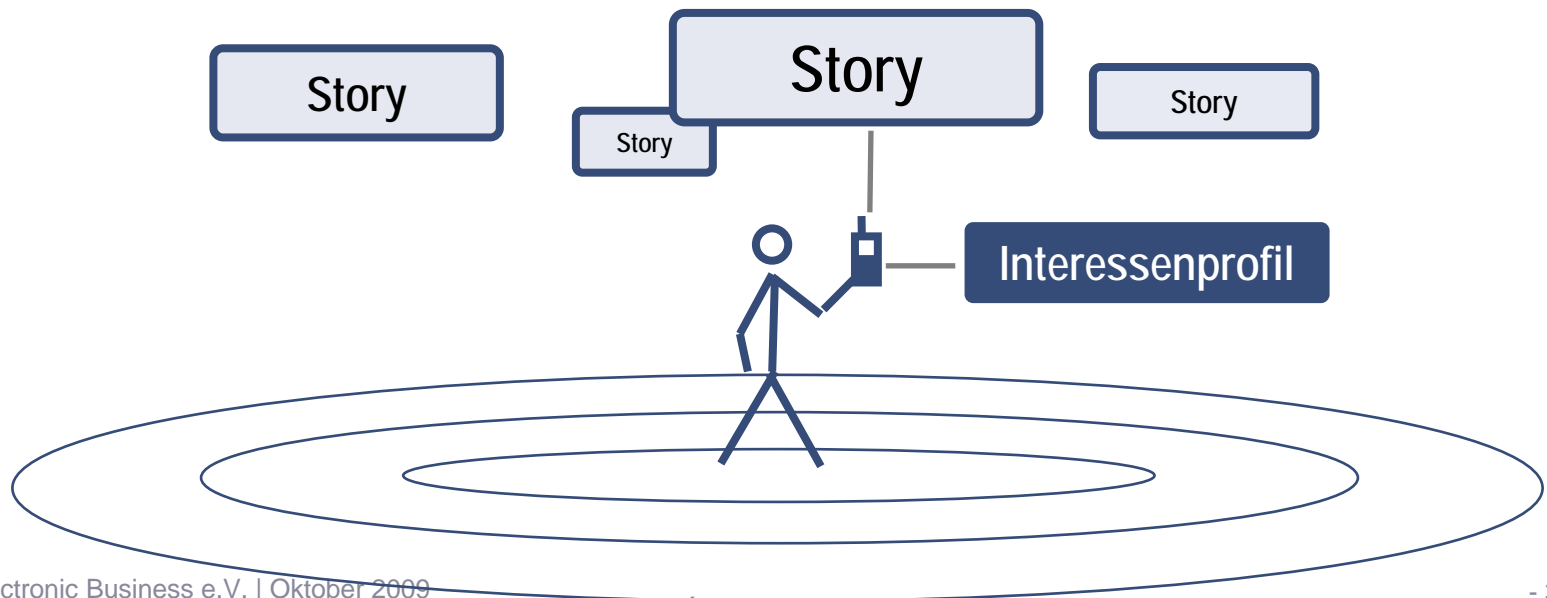 Story
Story
Story
Story
Interessenprofil
ctronic Business e.V. | Oktober 2009